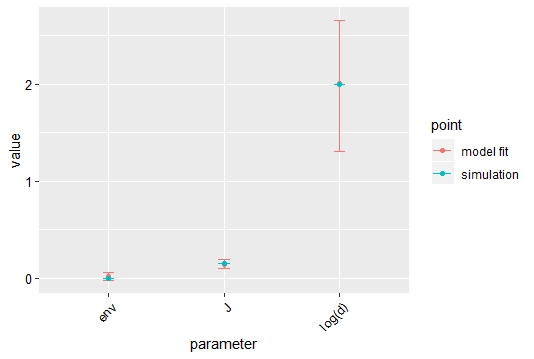 2
1
0
value
env
J
log(d)
parameter
point
model fit
simulation